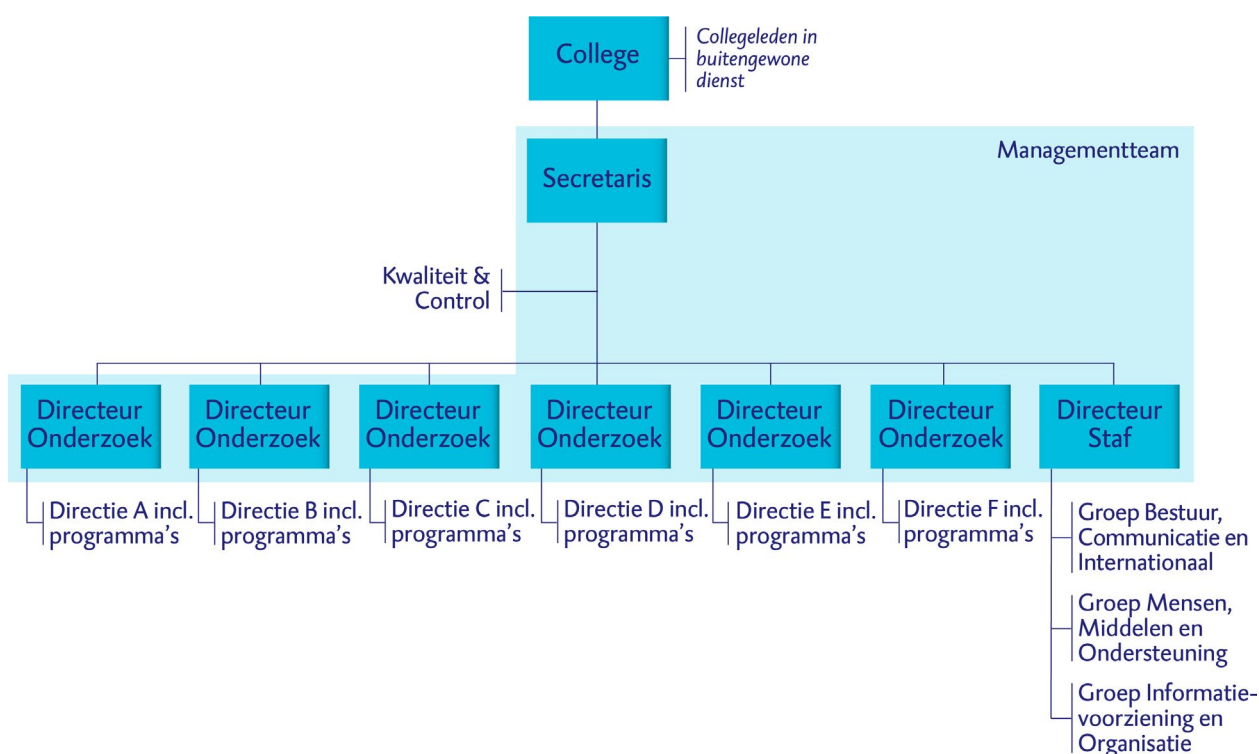 College
Collegeleden in
buitengewone
dienst
Managementteam
Secretaris
Kwaliteit &
Control
Directeur
Onderzoek
Directeur
Onderzoek
Directeur
Onderzoek
Directeur
Onderzoek
Directeur
Onderzoek
Directeur
Onderzoek
Directeur
Staf
Directie A incl.
programma's
Directie B incl.
programma's
Directie C incl.
programma's
Directie D incl.
programma's
Directie E incl.
programma's
Directie F incl.
programma's
Groep Bestuur,
Communicatie en
Internationaal
Groep Mensen,
Middelen en
Ondersteuning
Groep Informatie-
voorziening en
Organisatie